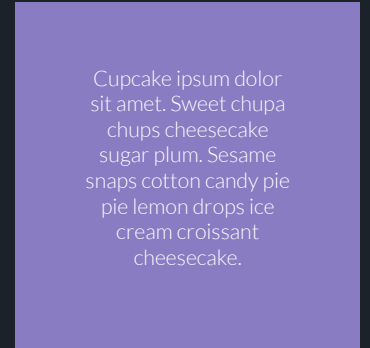 Cupcake ipsum dolor
sit amet. Sweet chupa
chups cheesecake
sugar plum. Sesame
snaps cotton candy pie
pie lemon drops ice
cream croissant
cheesecake.